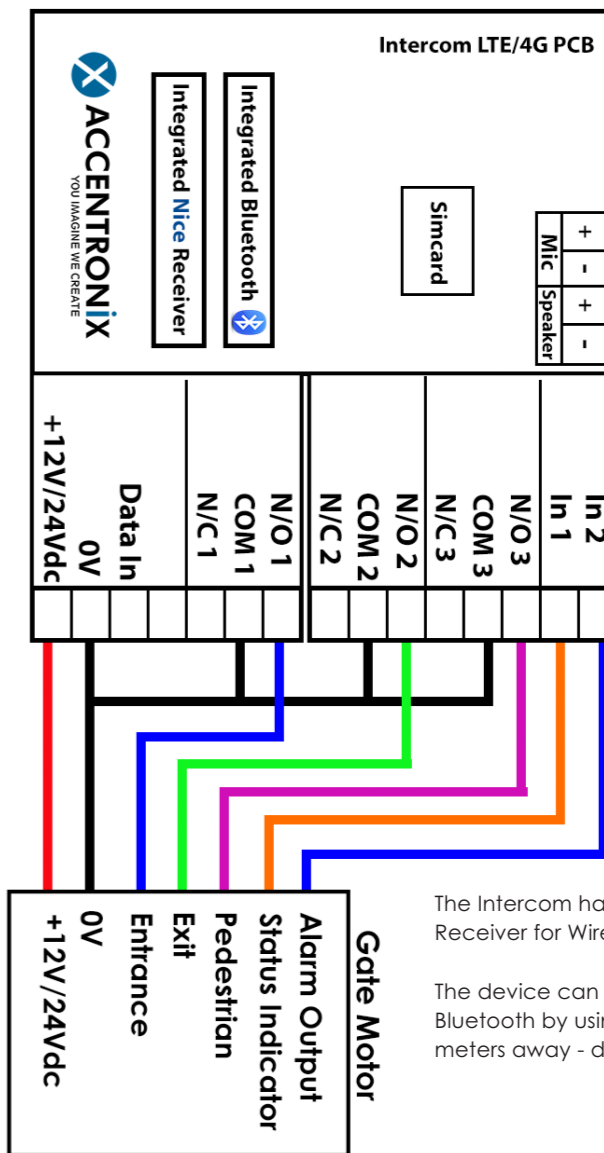 Intercom LTE/4G PCB
ACCENTRONiX
YOU IMAGINE WE CREATE
Integrated Nice Receiver
Integrated Bluetooth
Simcard
+ - + -
Mic Speaker
+12V/24Vdc
0V
Data In
N/C 1
COM 1
N/O 1
N/C 2
COM 2
N/O 2
N/C 3
COM 3
N/O 3
In 1
In 2
+12V/24Vdc
0V
Entrance
Exit
Pedestrian
Status Indicator
Alarm Output
Gate Motor
The Intercom ha
Receiver for Wire
The device can
Bluetooth by usin
meters away - d